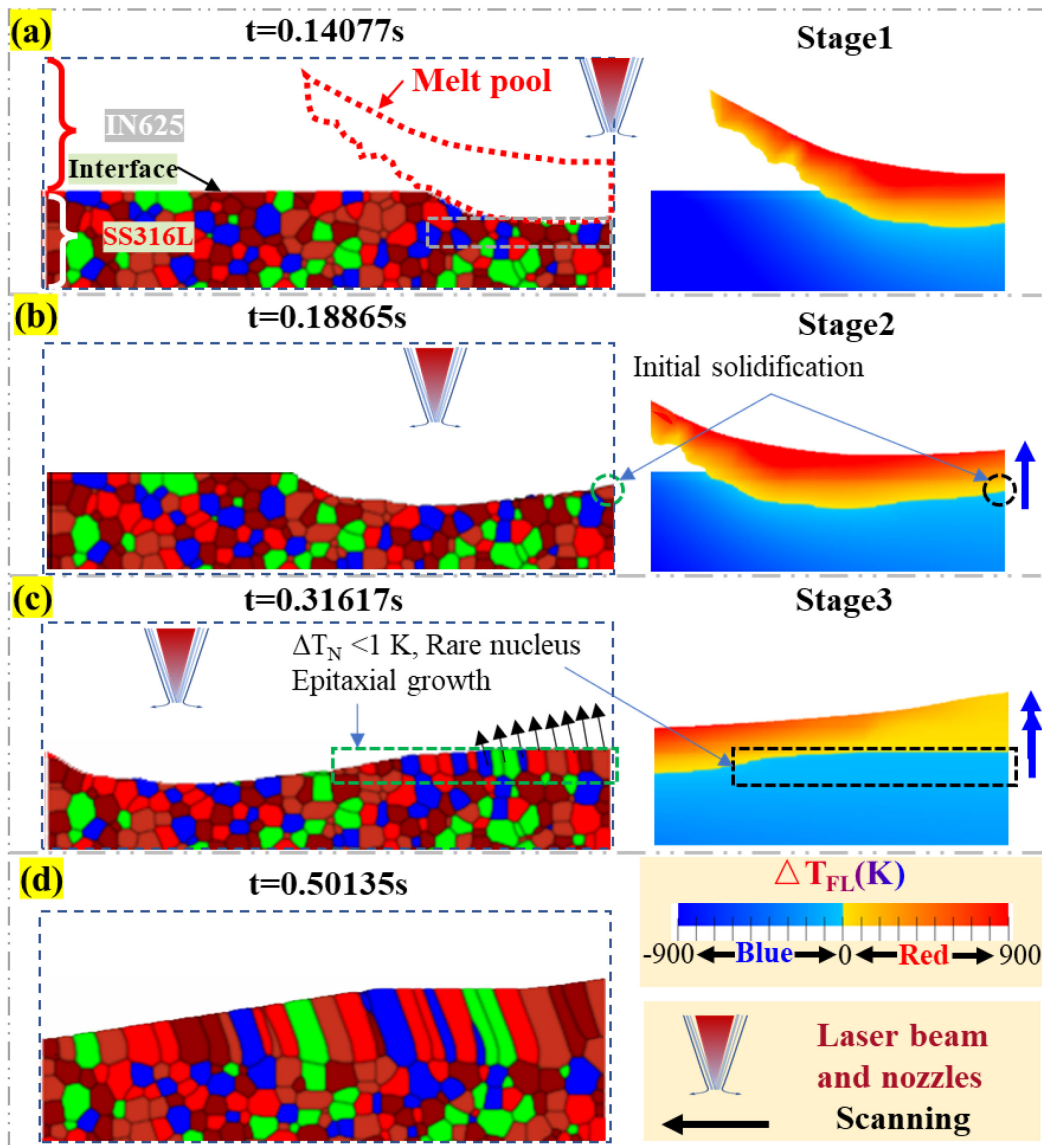 (a)
t=0.14077s
Stage1
Melt pool
IN625
Interface
SS316L
(b)
t=0.18865s
Stage2
Initial solidification
(c)
t=0.31617s
Stage3
ΔT_N <1 K, Rare nucleus
Epitaxial growth
(d)
t=0.50135s
△ T_FL(K)
-900 Blue 0 Red 900
Laser beam
and nozzles
Scanning